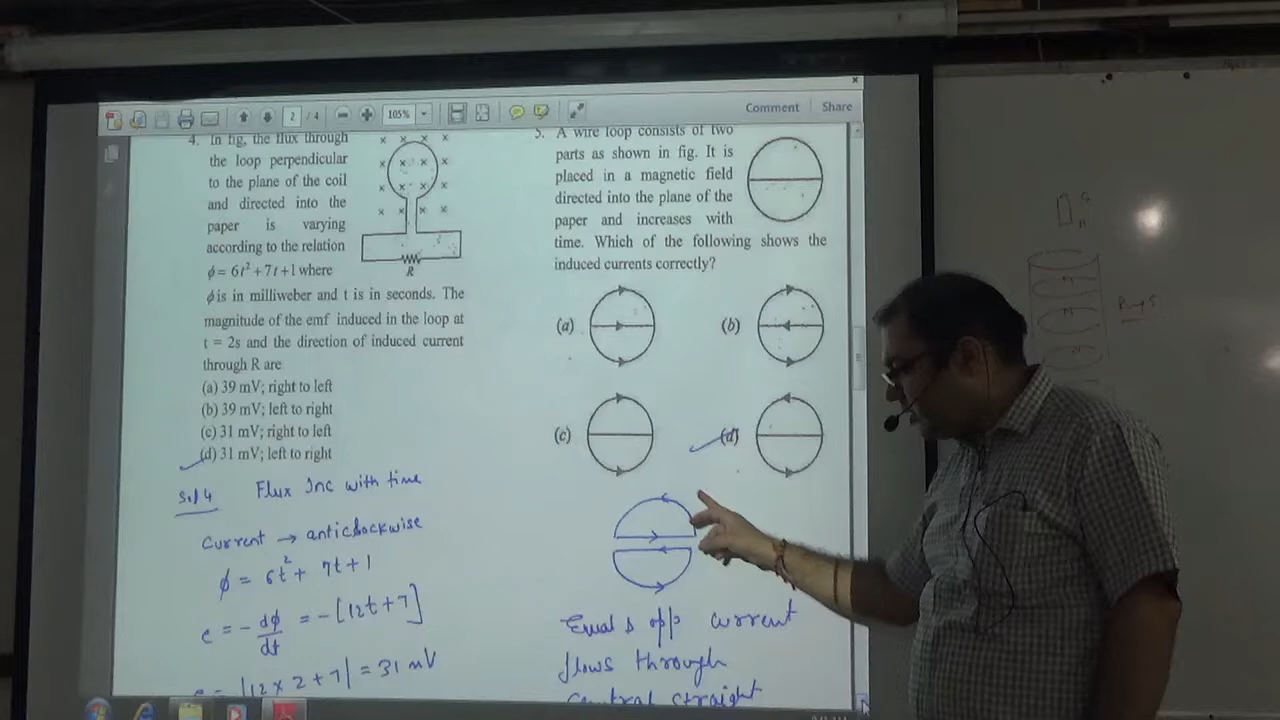 Comment Share
2 / 4 105%
4. In fig, the flux through
the loop perpendicular
to the plane of the coil
and directed into the
paper is varying
according to the relation
ϕ = 6t² + 7t + 1 where
ϕ is in milliweber and t is in seconds. The
magnitude of the emf induced in the loop at
t = 2s and the direction of induced current
through R are
(a) 39 mV; right to left
(b) 39 mV; left to right
(c) 31 mV; right to left
(d) 31 mV; left to right
R
Sol 4 Flux Inc with time
Current → anticlockwise
ϕ = 6t² + 7t + 1
e = - dϕ/dt = - [12t + 7]
|12 × 2 + 7| = 31 mV
5. A wire loop consists of two
parts as shown in fig. It is
placed in a magnetic field
directed into the plane of the
paper and increases with
time. Which of the following shows the
induced currents correctly?
(a)
(b)
(c)
(d)
Equal & opp current
flows through
central straight